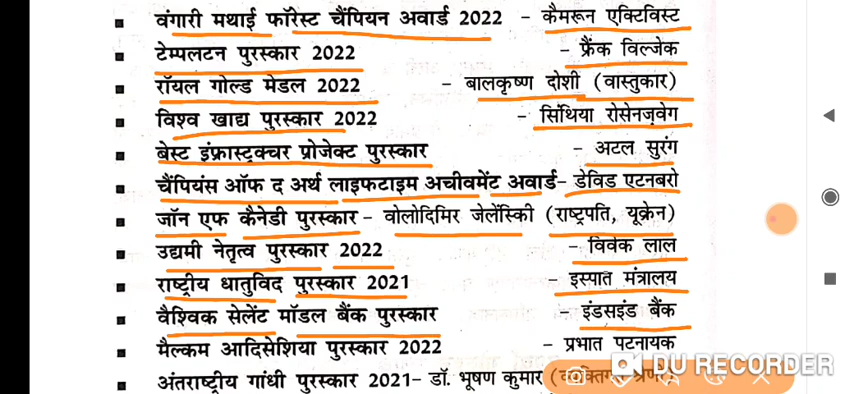 वंगारी मथाई फॉरेस्ट चैंपियन अवार्ड 2022 - कैमरून एक्टिविस्ट
टेम्पलटन पुरस्कार 2022 - फ्रैंक विल्जेक
रॉयल गोल्ड मेडल 2022 - बालकृष्ण दोशी (वास्तुकार)
विश्व खाद्य पुरस्कार 2022 - सिंथिया रोसेनज़वेग
बेस्ट इंफ्रास्ट्रक्चर प्रोजेक्ट पुरस्कार - अटल सुरंग
चैंपियंस ऑफ द अर्थ लाइफटाइम अचीवमेंट अवार्ड- डेविड एटनबरो
जॉन एफ कैनेडी पुरस्कार - वोलोदिमिर जेलेंस्की (राष्ट्रपति, यूक्रेन)
उद्यमी नेतृत्व पुरस्कार 2022 - विवेक लाल
राष्ट्रीय धातुविद पुरस्कार 2021 - इस्पात मंत्रालय
वैश्विक सेलेंट मॉडल बैंक पुरस्कार - इंडसइंड बैंक
मैल्कम आदिसेशिया पुरस्कार 2022 - प्रभात पटनायक
अंतराष्ट्रीय गांधी पुरस्कार 2021- डॉ. भूषण कुमार
DU RECORDER